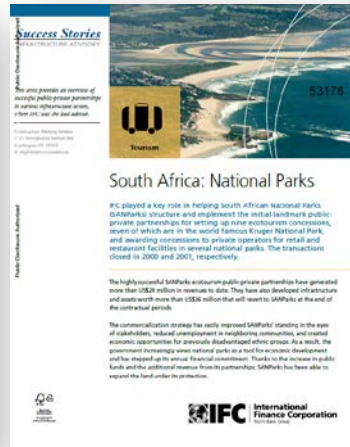 Public Disclosure Authorized
Success Stories
INFRASTRUCTURE ADVISORY
This series provides an overview of
successful public-private partnerships
in various infrastructure sectors,
where IFC was the lead advisor.
53176
Tourism
Public Disclosure Authorized
South Africa: National Parks
IFC played a key role in helping South African National Parks
(SANParks) structure and implement the initial landmark public-
private partnerships for setting up nine ecotourism concessions,
seven of which are in the world famous Kruger National Park,
and awarding concessions to private operators for retail and
restaurant facilities in several national parks. The transactions
closed in 2000 and 2001, respectively.
The highly successful SANParks ecotourism public-private partnerships have generated
more than US$28 million in revenues to date. They have also developed infrastructure
and assets worth more than US$36 million that will revert to SANParks at the end of
the contractual periods.
The commercialization strategy has vastly improved SANParks' standing in the eyes
of stakeholders, reduced unemployment in neighboring communities, and created
economic opportunities for previously disadvantaged ethnic groups. As a result, the
government increasingly views national parks as a tool for economic development
and has stepped up its annual financial commitment. Thanks to the increase in public
funds and the additional revenue from its partnerships, SANParks has been able to
expand the land under its protection.
IFC International
Finance Corporation
World Bank Group